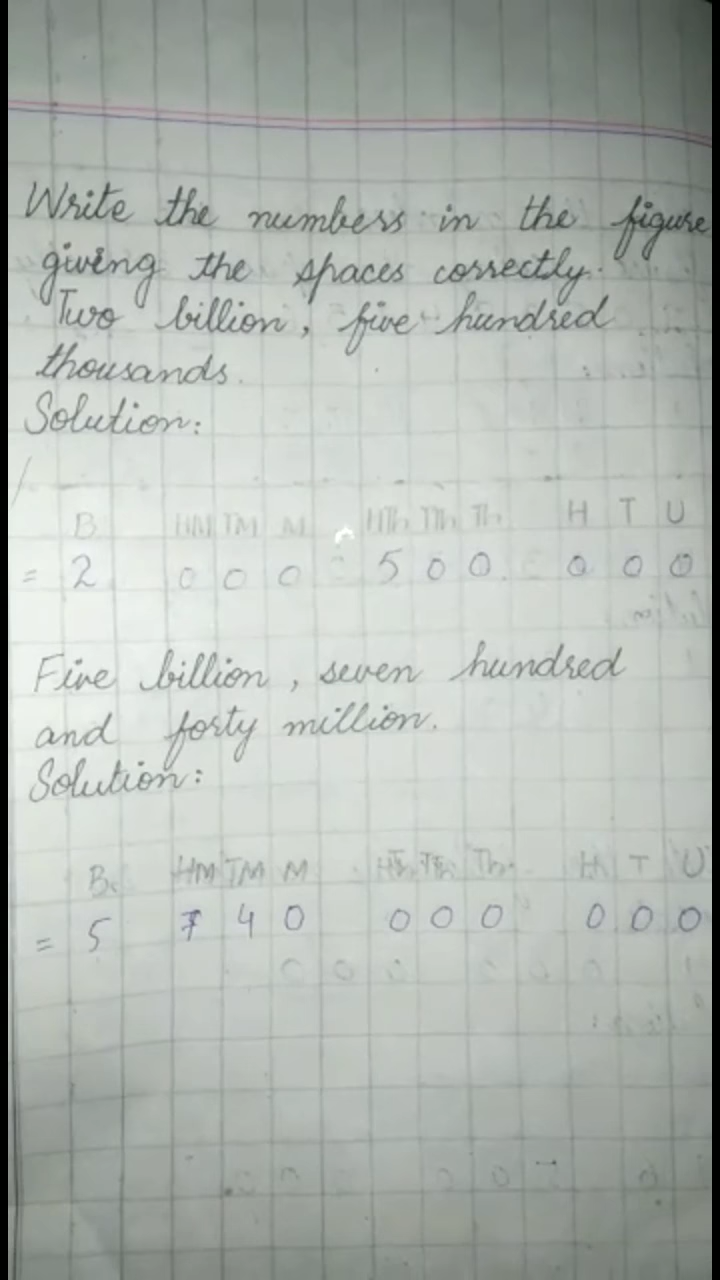 Write the numbers in the figure
giving the spaces correctly.
Two billion, five hundred
thousands.
Solution:
B HM TM M HTh TTh Th H T U
= 2 0 0 0 5 0 0 0 0 0
Five billion, seven hundred
and forty million.
Solution:
B HM TM M HTh TTh Th H T U
= 5 7 4 0 0 0 0 0 0 0